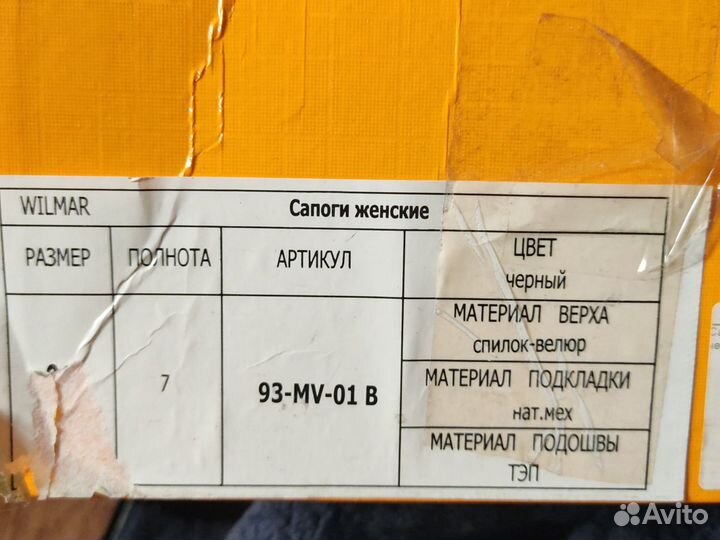 WILMAR Сапоги женские
РАЗМЕР ПОЛНОТА АРТИКУЛ ЦВЕТ
черный
7 93-MV-01 В
МАТЕРИАЛ ВЕРХА
спилок-велюр
МАТЕРИАЛ ПОДКЛАДКИ
нат.мех
МАТЕРИАЛ ПОДОШВЫ
ТЭП
Avito